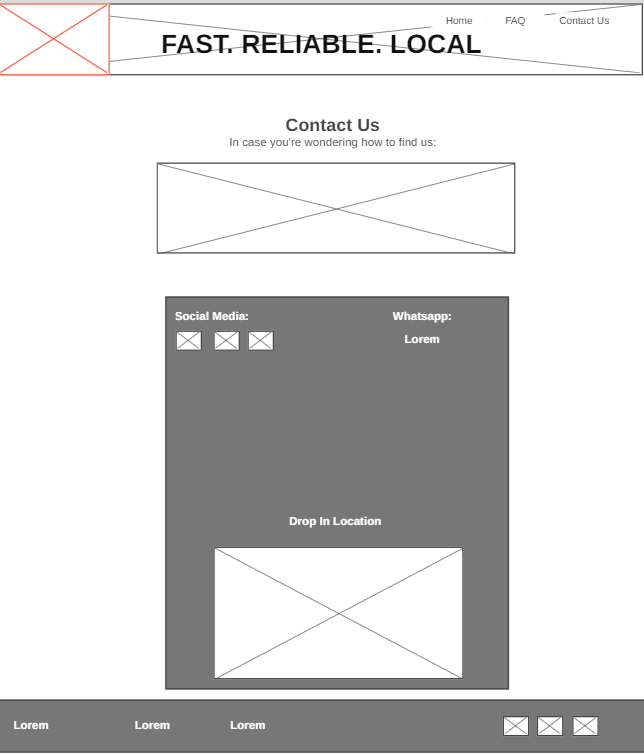 Home FAQ Contact Us
FAST. RELIABLE. LOCAL
Contact Us
In case you're wondering how to find us:
Social Media: Whatsapp:
Lorem
Drop In Location
Lorem Lorem Lorem